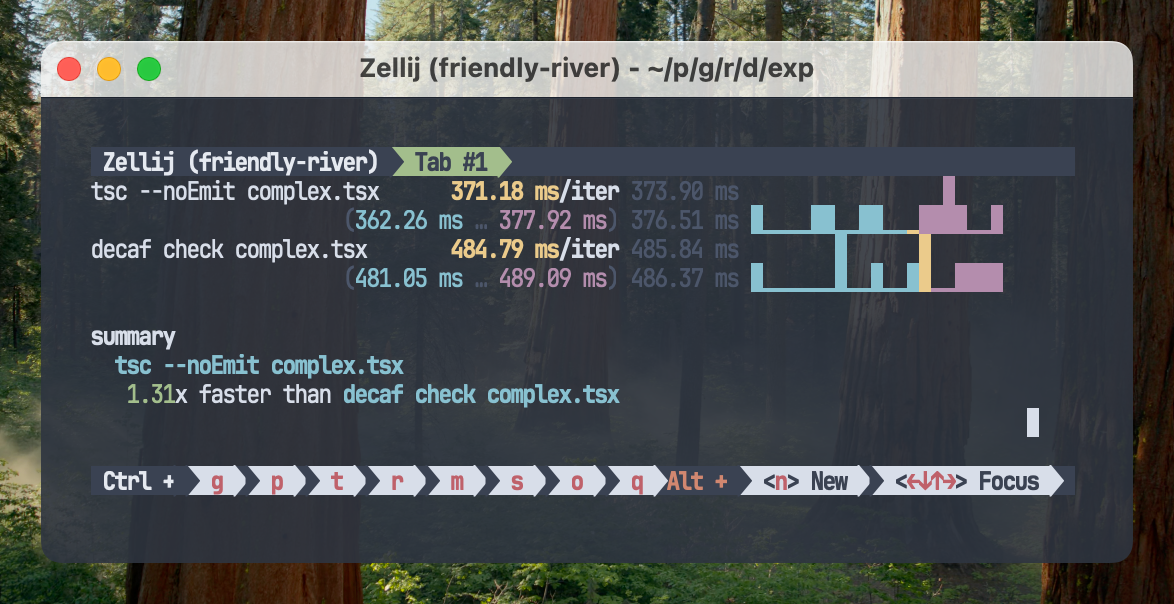 Zellij (friendly-river) - ~/p/g/r/d/exp
Zellij (friendly-river) Tab #1
tsc --noEmit complex.tsx 371.18 ms/iter 373.90 ms
(362.26 ms … 377.92 ms) 376.51 ms
decaf check complex.tsx 484.79 ms/iter 485.84 ms
(481.05 ms … 489.09 ms) 486.37 ms
summary
tsc --noEmit complex.tsx
1.31x faster than decaf check complex.tsx
Ctrl + g p t r m s o q Alt + <n> New <←↓↑→> Focus